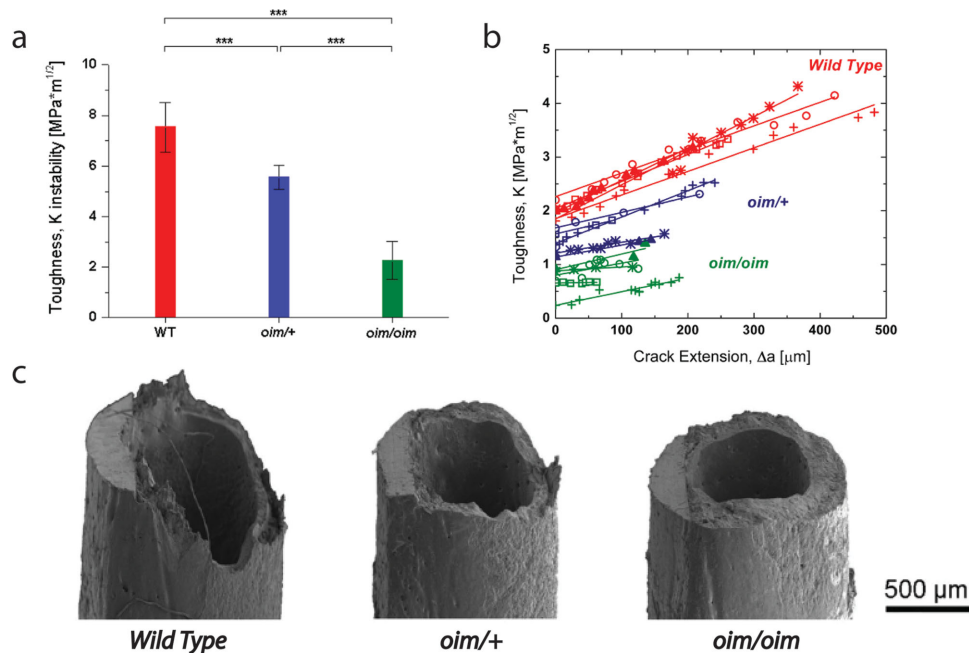 a
***
*** ***
Toughness, K instability [MPa*m1/2]
10
8
6
4
2
0
WT oim/+ oim/oim
b
Toughness, K [MPa*m1/2]
5
4
3
2
1
0
Wild Type
oim/+
oim/oim
0 100 200 300 400 500
Crack Extension, Δa [μm]
c
500 μm
Wild Type oim/+ oim/oim